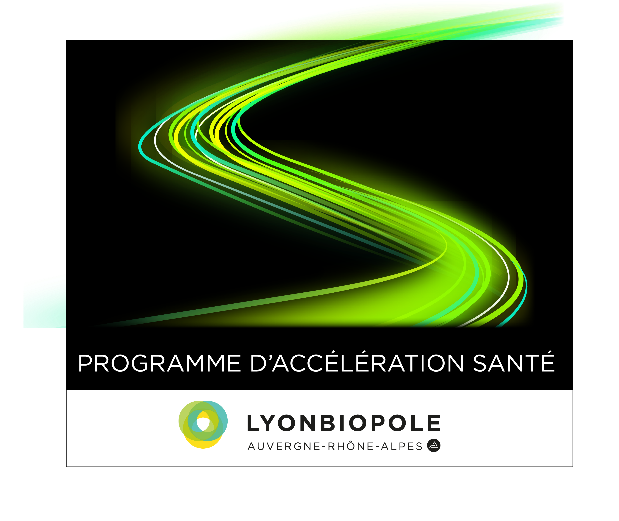 PROGRAMME D'ACCÉLÉRATION SANTÉ
LYONBIOPOLE
AUVERGNE-RHÔNE-ALPES